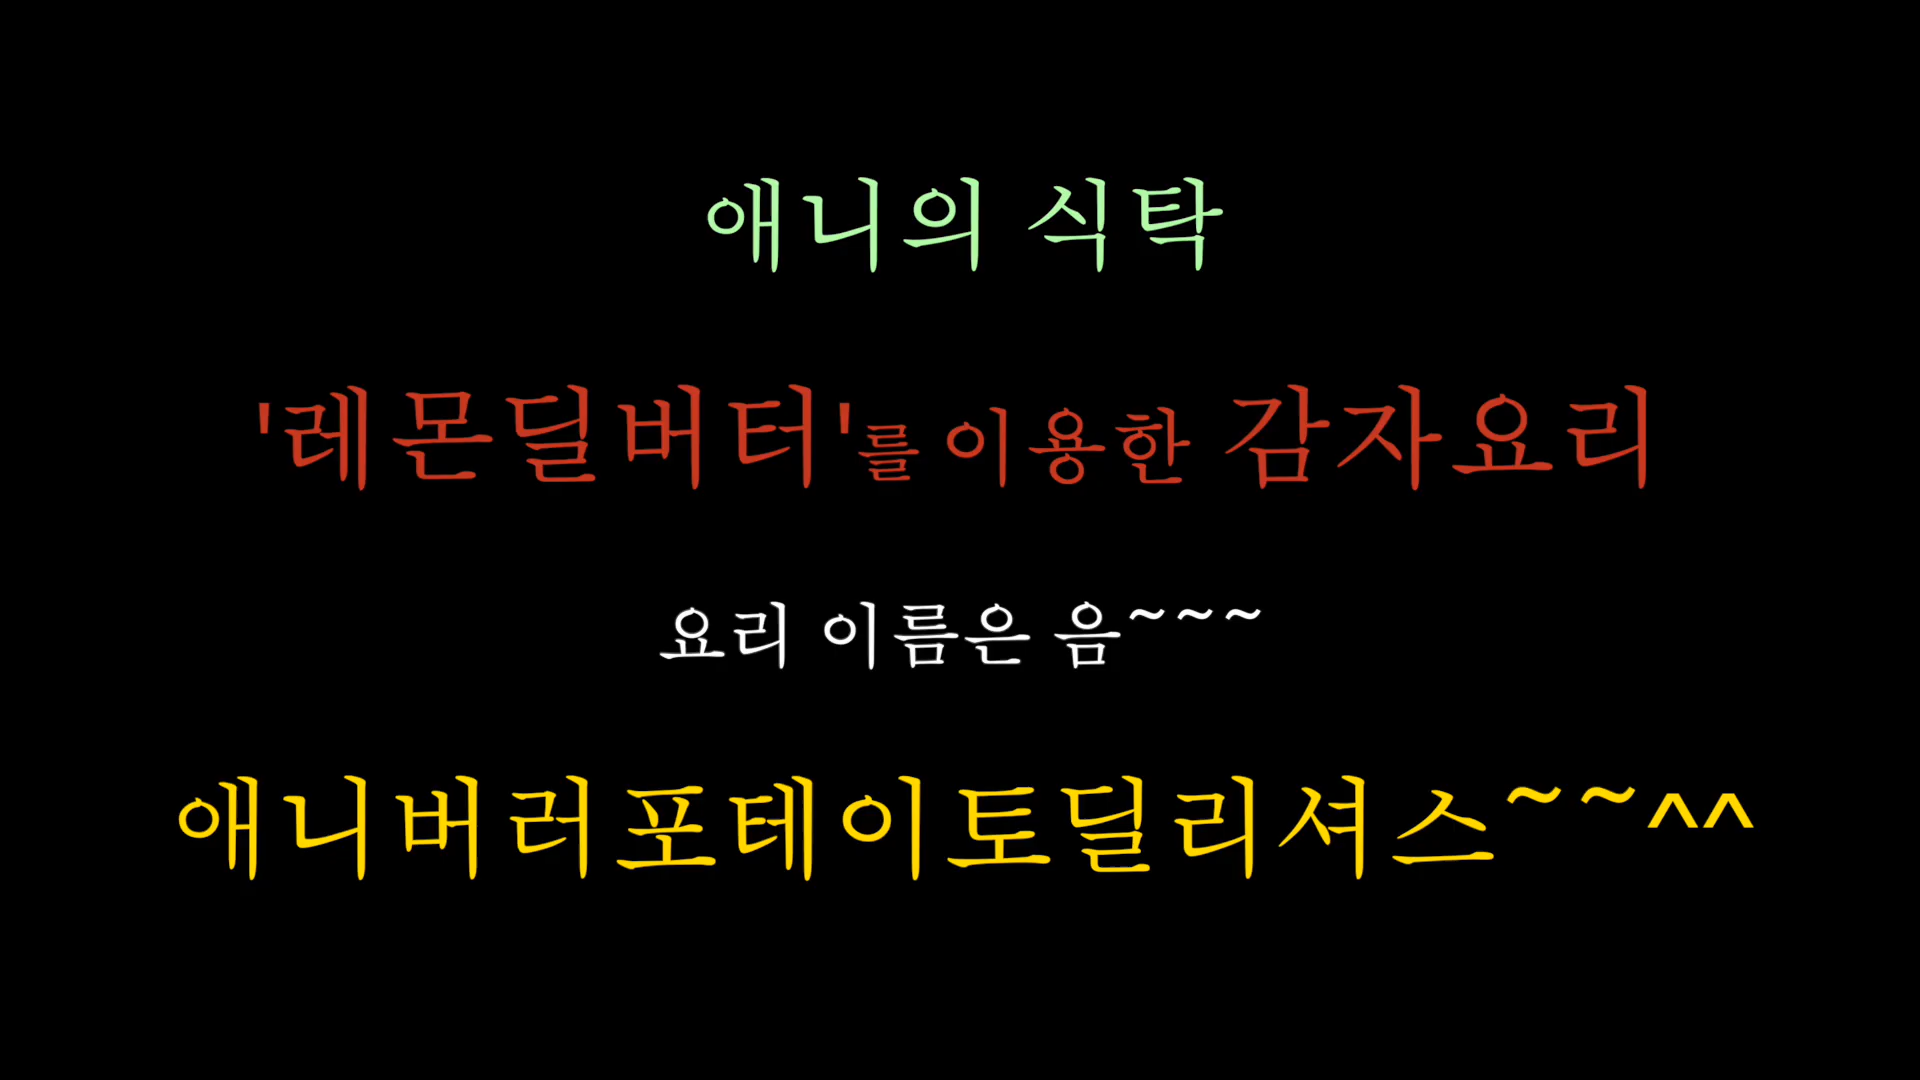 애니의 식탁
'레몬딜버터'를 이용한 감자요리
요리 이름은 음~~~
애니버러포테이토딜리셔스~~^^